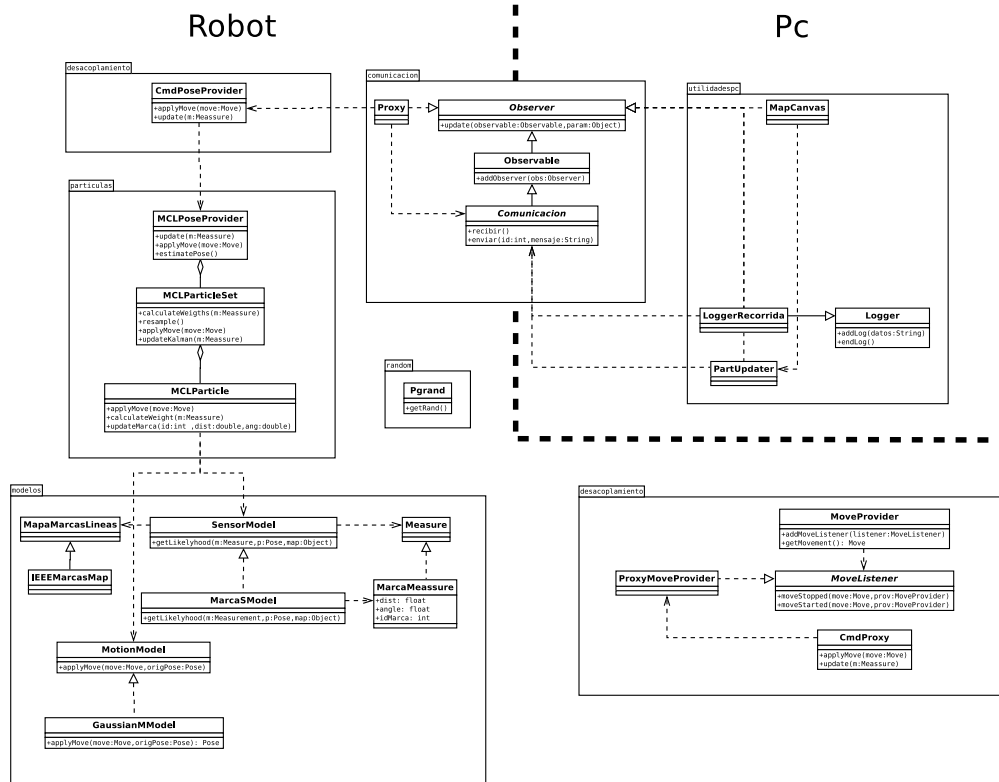 Robot
Pc
desacoplamiento
CmdPoseProvider
+applyMove(move:Move)
+update(m:Meassure)
comunicacion
Proxy
Observer
+update(observable:Observable,param:Object)
Observable
+addObserver(obs:Observer)
Comunicacion
+recibir()
+enviar(id:int,mensaje:String)
utilidadespc
MapCanvas
LoggerRecorrida
Logger
+addLog(datos:String)
+endLog()
PartUpdater
particulas
MCLPoseProvider
+update(m:Meassure)
+applyMove(move:Move)
+estimatePose()
MCLParticleSet
+calculateWeigths(m:Meassure)
+resample()
+applyMove(move:Move)
+updateKalman(m:Meassure)
MCLParticle
+applyMove(move:Move)
+calculateWeight(m:Meassure)
+updateMarca(id:int ,dist:double,ang:double)
random
Pgrand
+getRand()
modelos
MapaMarcasLineas
SensorModel
+getLikelyhood(m:Measure,p:Pose,map:Object)
Measure
IEEEMarcasMap
MarcaSModel
+getLikelyhood(m:Measurement,p:Pose,map:Object)
MarcaMeassure
+dist: float
+angle: float
+idMarca: int
MotionModel
+applyMove(move:Move,origPose:Pose)
GaussianMModel
+applyMove(move:Move,origPose:Pose): Pose
desacoplamiento
MoveProvider
+addMoveListener(listener:MoveListener)
+getMovement(): Move
ProxyMoveProvider
MoveListener
+moveStopped(move:Move,prov:MoveProvider)
+moveStarted(move:Move,prov:MoveProvider)
CmdProxy
+applyMove(move:Move)
+update(m:Meassure)